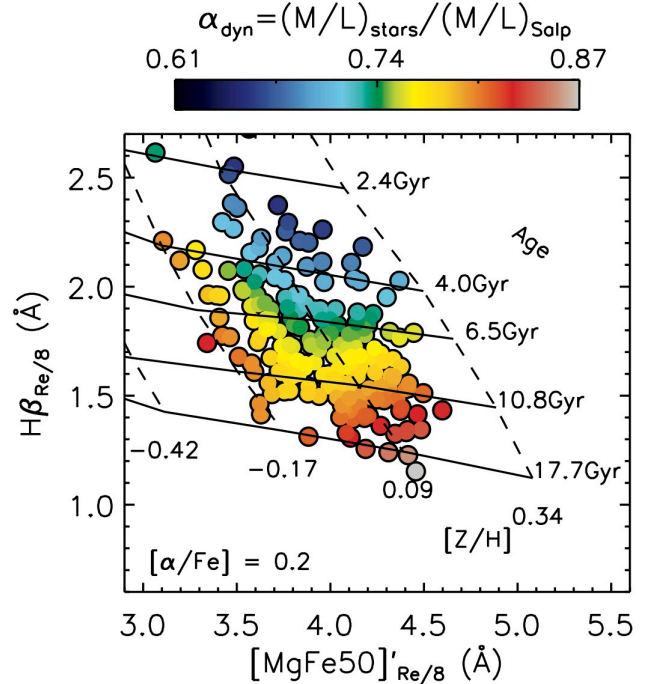 α_dyn=(M/L)_stars/(M/L)_Salp
0.61 0.74 0.87
2.5
2.0
1.5
1.0
Hβ_Re/8 (Å)
2.4Gyr
Age
4.0Gyr
6.5Gyr
10.8Gyr
17.7Gyr
−0.42
−0.17
0.09
0.34
[Z/H]
[α/Fe] = 0.2
3.0 3.5 4.0 4.5 5.0 5.5
[MgFe50]′_Re/8 (Å)